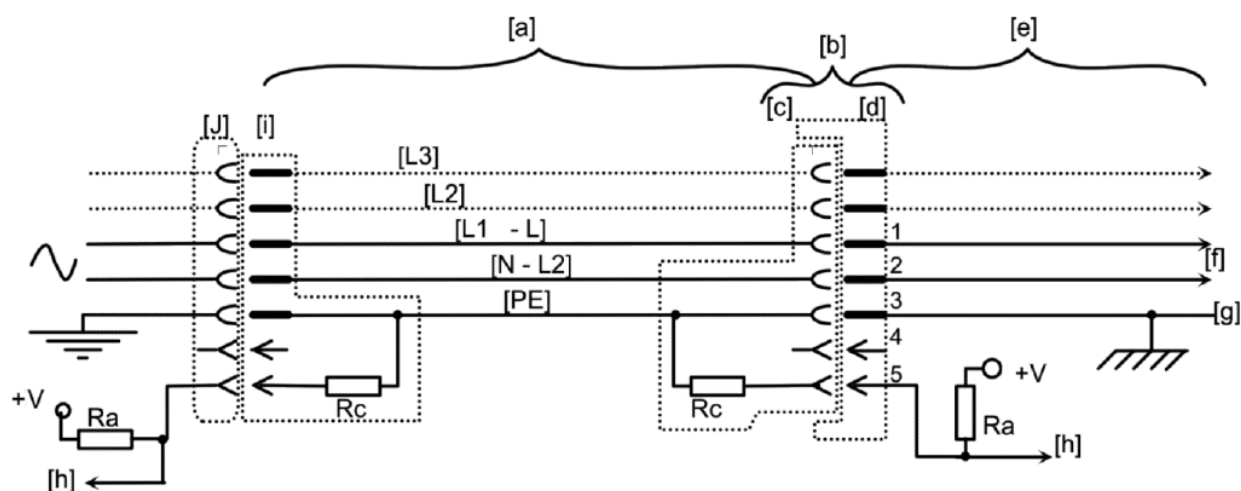 [a]
[b]
[e]
[c]
[d]
[J]
[i]
[L3]
[L2]
[L1 - L]
1
[N - L2]
2
[f]
[PE]
3
[g]
4
5
+V
Ra
Rc
Rc
+V
Ra
[h]
[h]